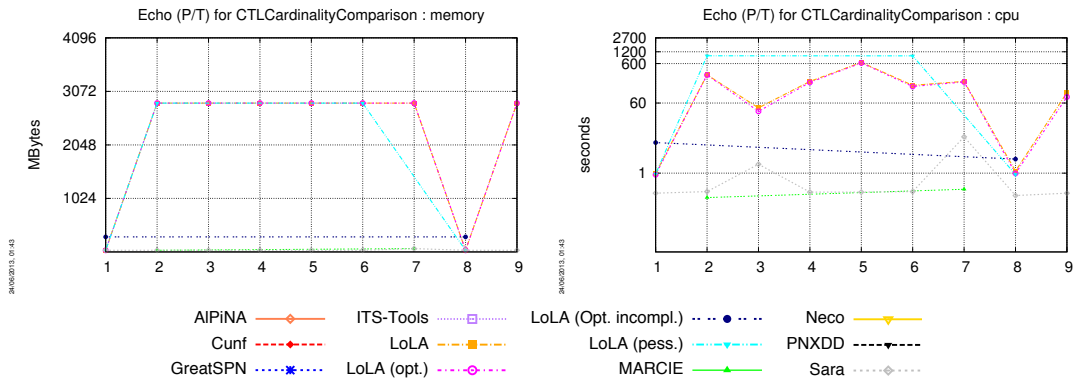 Echo (P/T) for CTLCardinalityComparison : memory
4096
3072
2048
1024
MBytes
1 2 3 4 5 6 7 8 9
24/06/2013, 01:43
Echo (P/T) for CTLCardinalityComparison : cpu
2700
1200
600
60
1
seconds
1 2 3 4 5 6 7 8 9
24/06/2013, 01:43
AlPiNA ITS-Tools LoLA (Opt. incompl.) Neco
Cunf LoLA LoLA (pess.) PNXDD
GreatSPN LoLA (opt.) MARCIE Sara